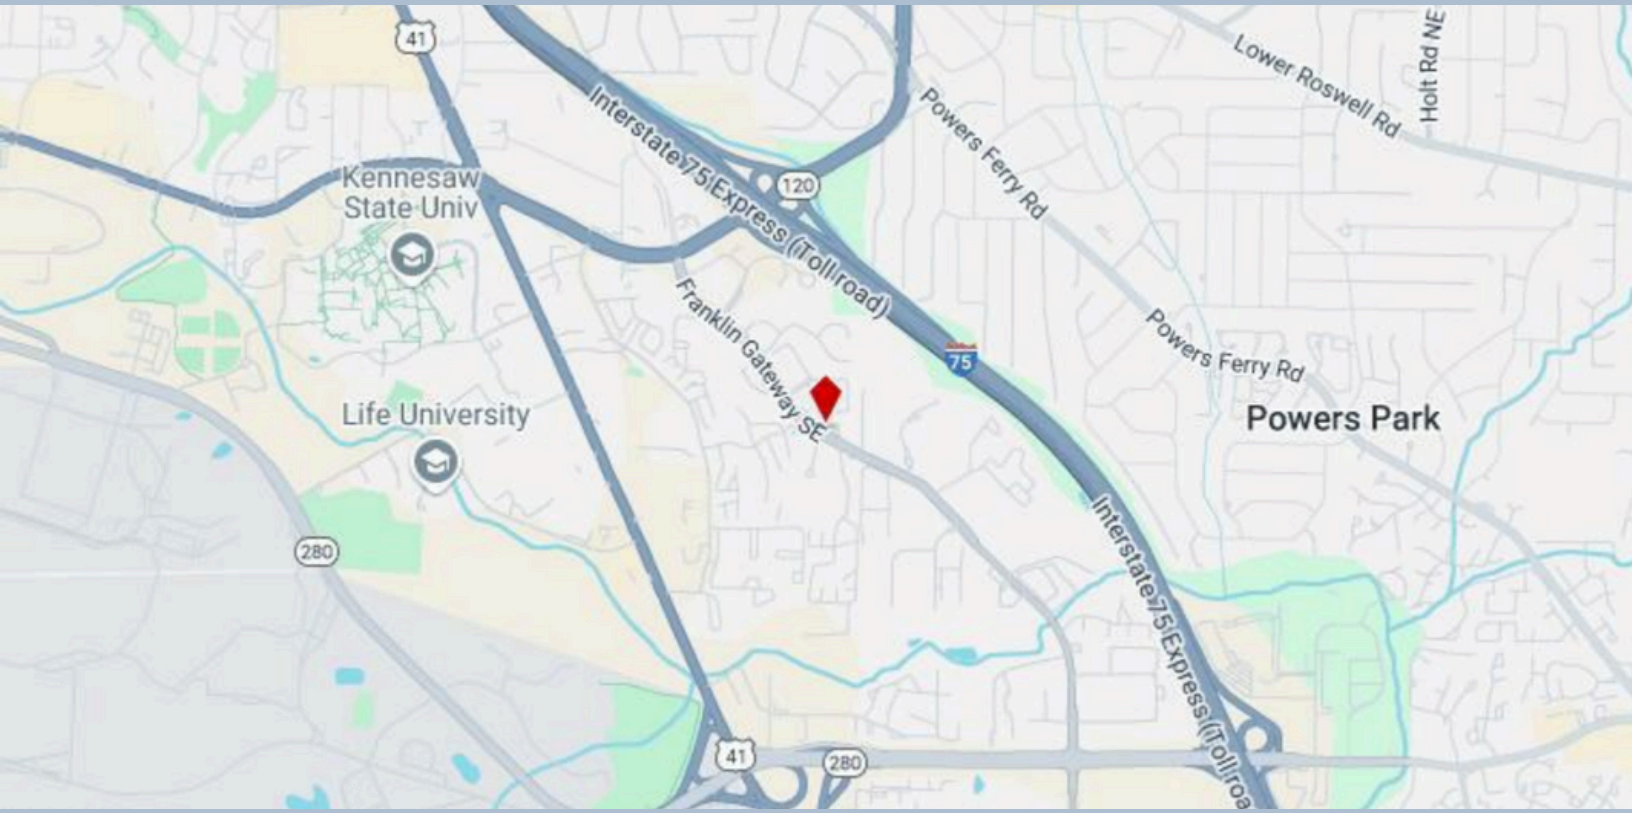 41
Lower Roswell Rd
Holt Rd NE
Interstate 75 Express (Toll road)
Powers Ferry Rd
120
Kennesaw
State Univ
Franklin Gateway SE
75
Powers Ferry Rd
Life University
Powers Park
280
Interstate 75 Express (Toll roa
41
280